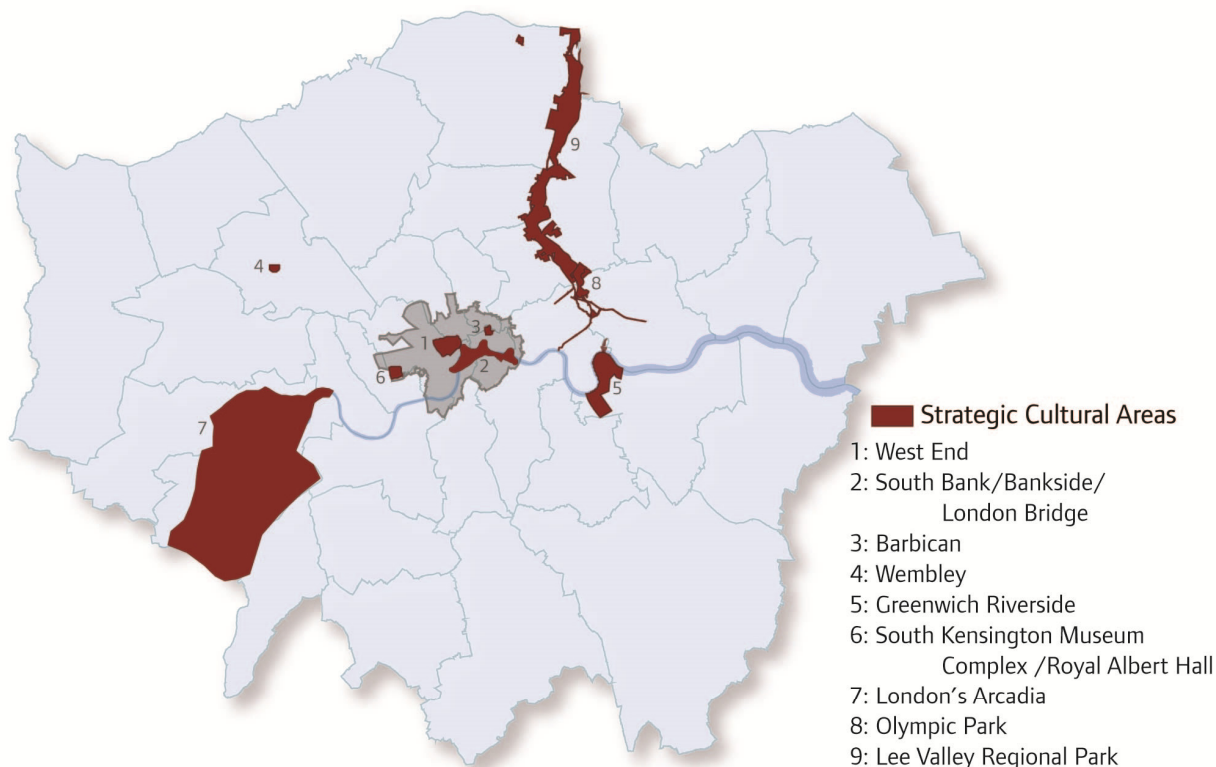 9
4
8
3
1
2
6
5
7
Strategic Cultural Areas
1: West End
2: South Bank/Bankside/
London Bridge
3: Barbican
4: Wembley
5: Greenwich Riverside
6: South Kensington Museum
Complex /Royal Albert Hall
7: London's Arcadia
8: Olympic Park
9: Lee Valley Regional Park